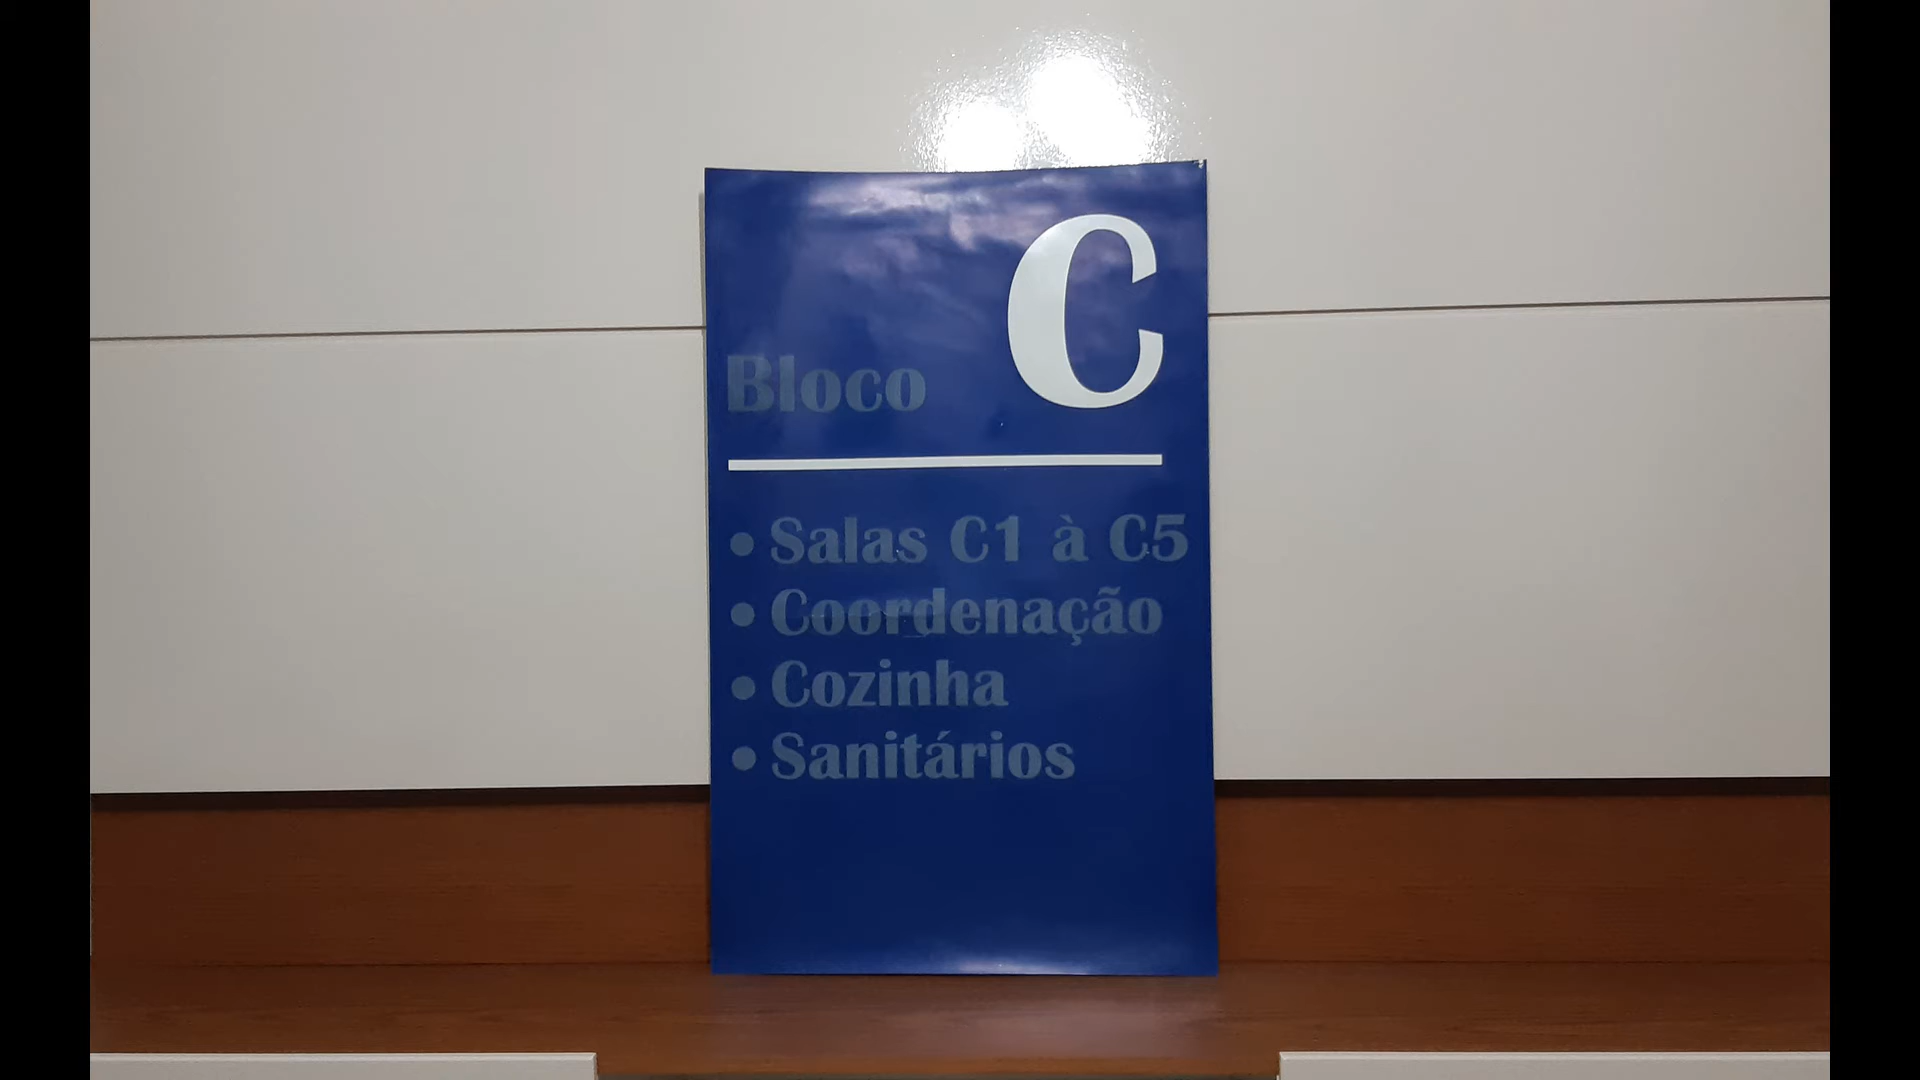 Bloco C
• Salas C1 à C5
• Coordenação
• Cozinha
• Sanitários